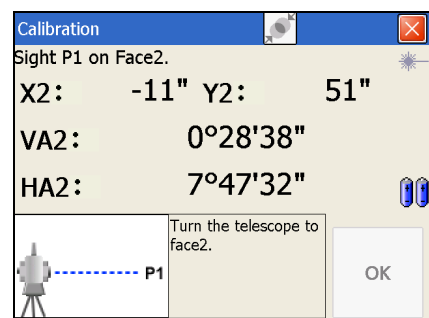 Calibration
Sight P1 on Face2.
X2: -11" Y2: 51"
VA2: 0°28'38"
HA2: 7°47'32"
P1
Turn the telescope to
face2.
OK